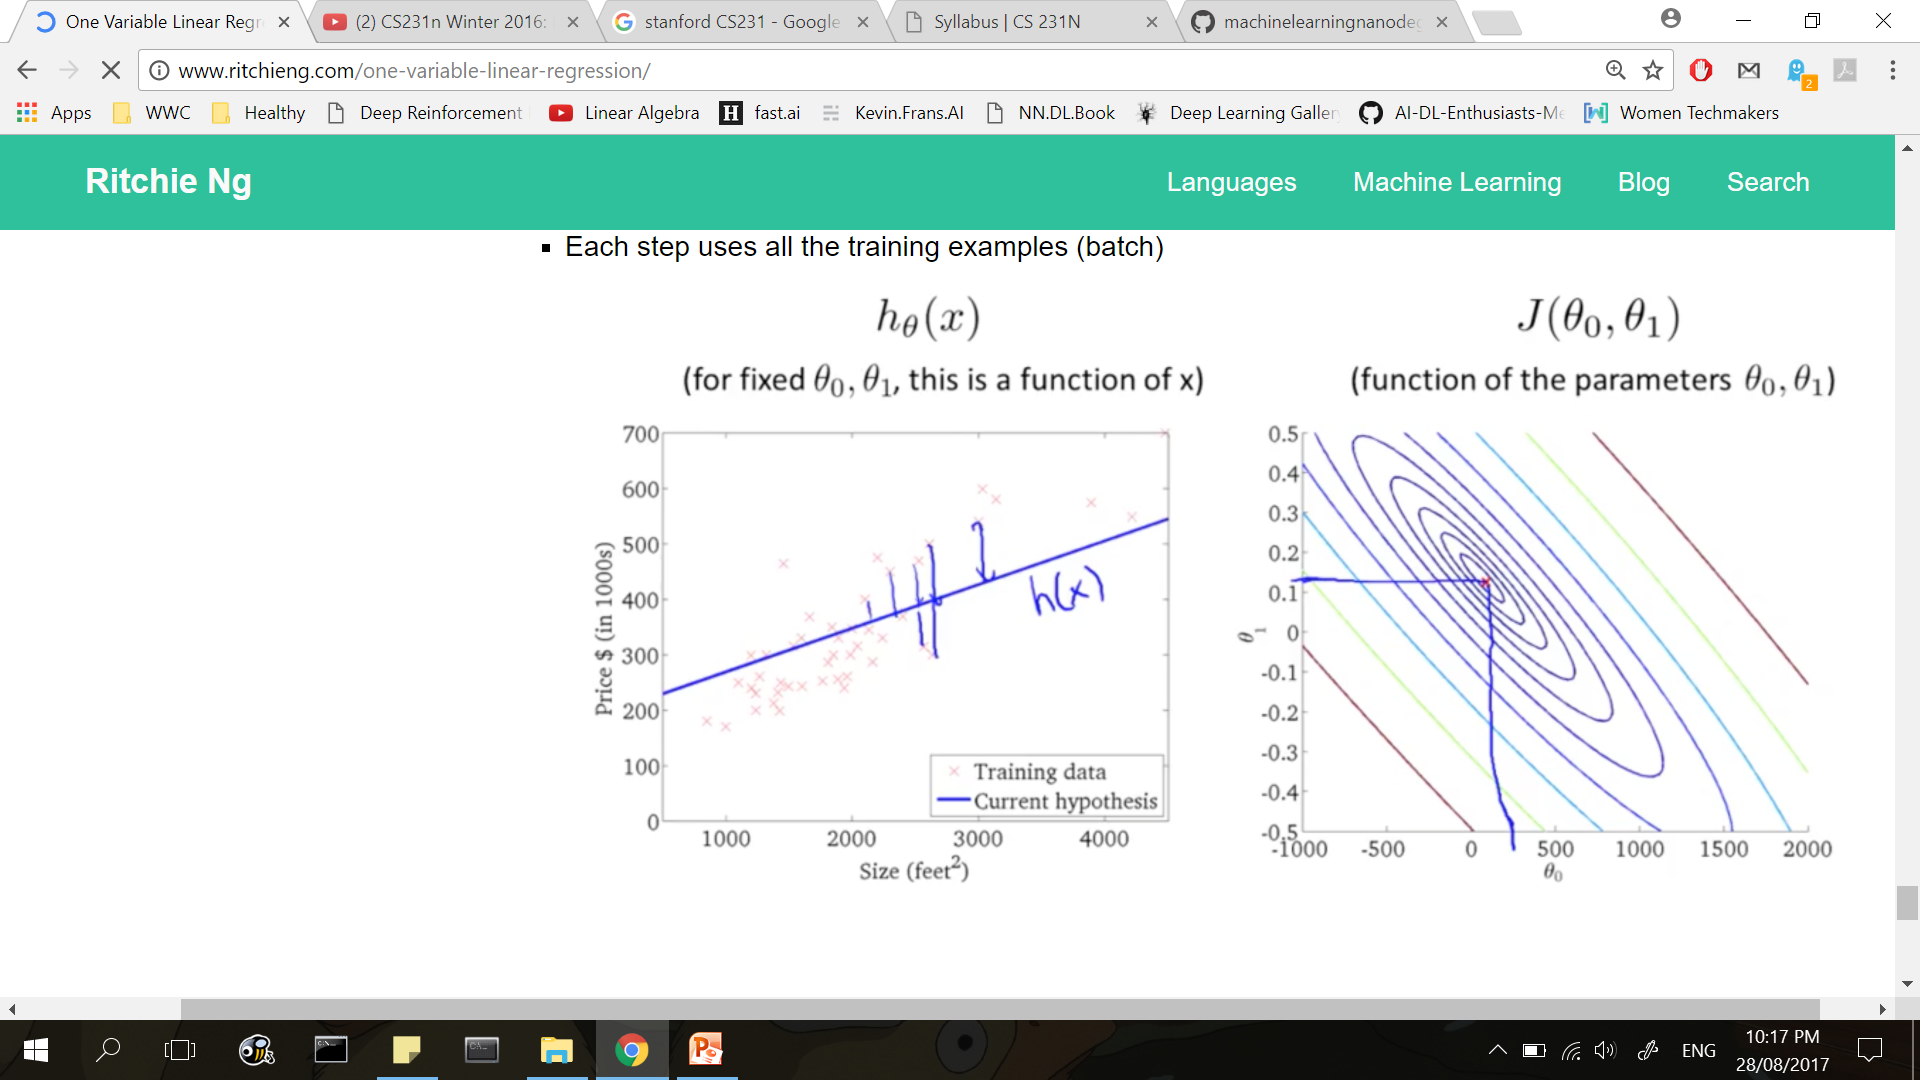 One Variable Linear Regr
(2) CS231n Winter 2016:
stanford CS231 - Google
Syllabus | CS 231N
machinelearningnanodeg
www.ritchieng.com/one-variable-linear-regression/
2
Apps
WWC
Healthy
Deep Reinforcement
Linear Algebra
H fast.ai
Kevin.Frans.AI
NN.DL.Book
Deep Learning Galler
AI-DL-Enthusiasts-Me
[W] Women Techmakers
Ritchie Ng
Languages
Machine Learning
Blog
Search
▪ Each step uses all the training examples (batch)
hθ(x)
(for fixed θ₀, θ₁, this is a function of x)
700
600
500
400
300
200
100
0
1000 2000 3000 4000
Price $ (in 1000s)
Size (feet²)
h(x)
Training data
Current hypothesis
J(θ₀, θ₁)
(function of the parameters θ₀, θ₁)
0.5
0.4
0.3
0.2
0.1
0
-0.1
-0.2
-0.3
-0.4
-0.5
θ₁
-1000 -500 0 500 1000 1500 2000
θ₀
ENG
10:17 PM
28/08/2017